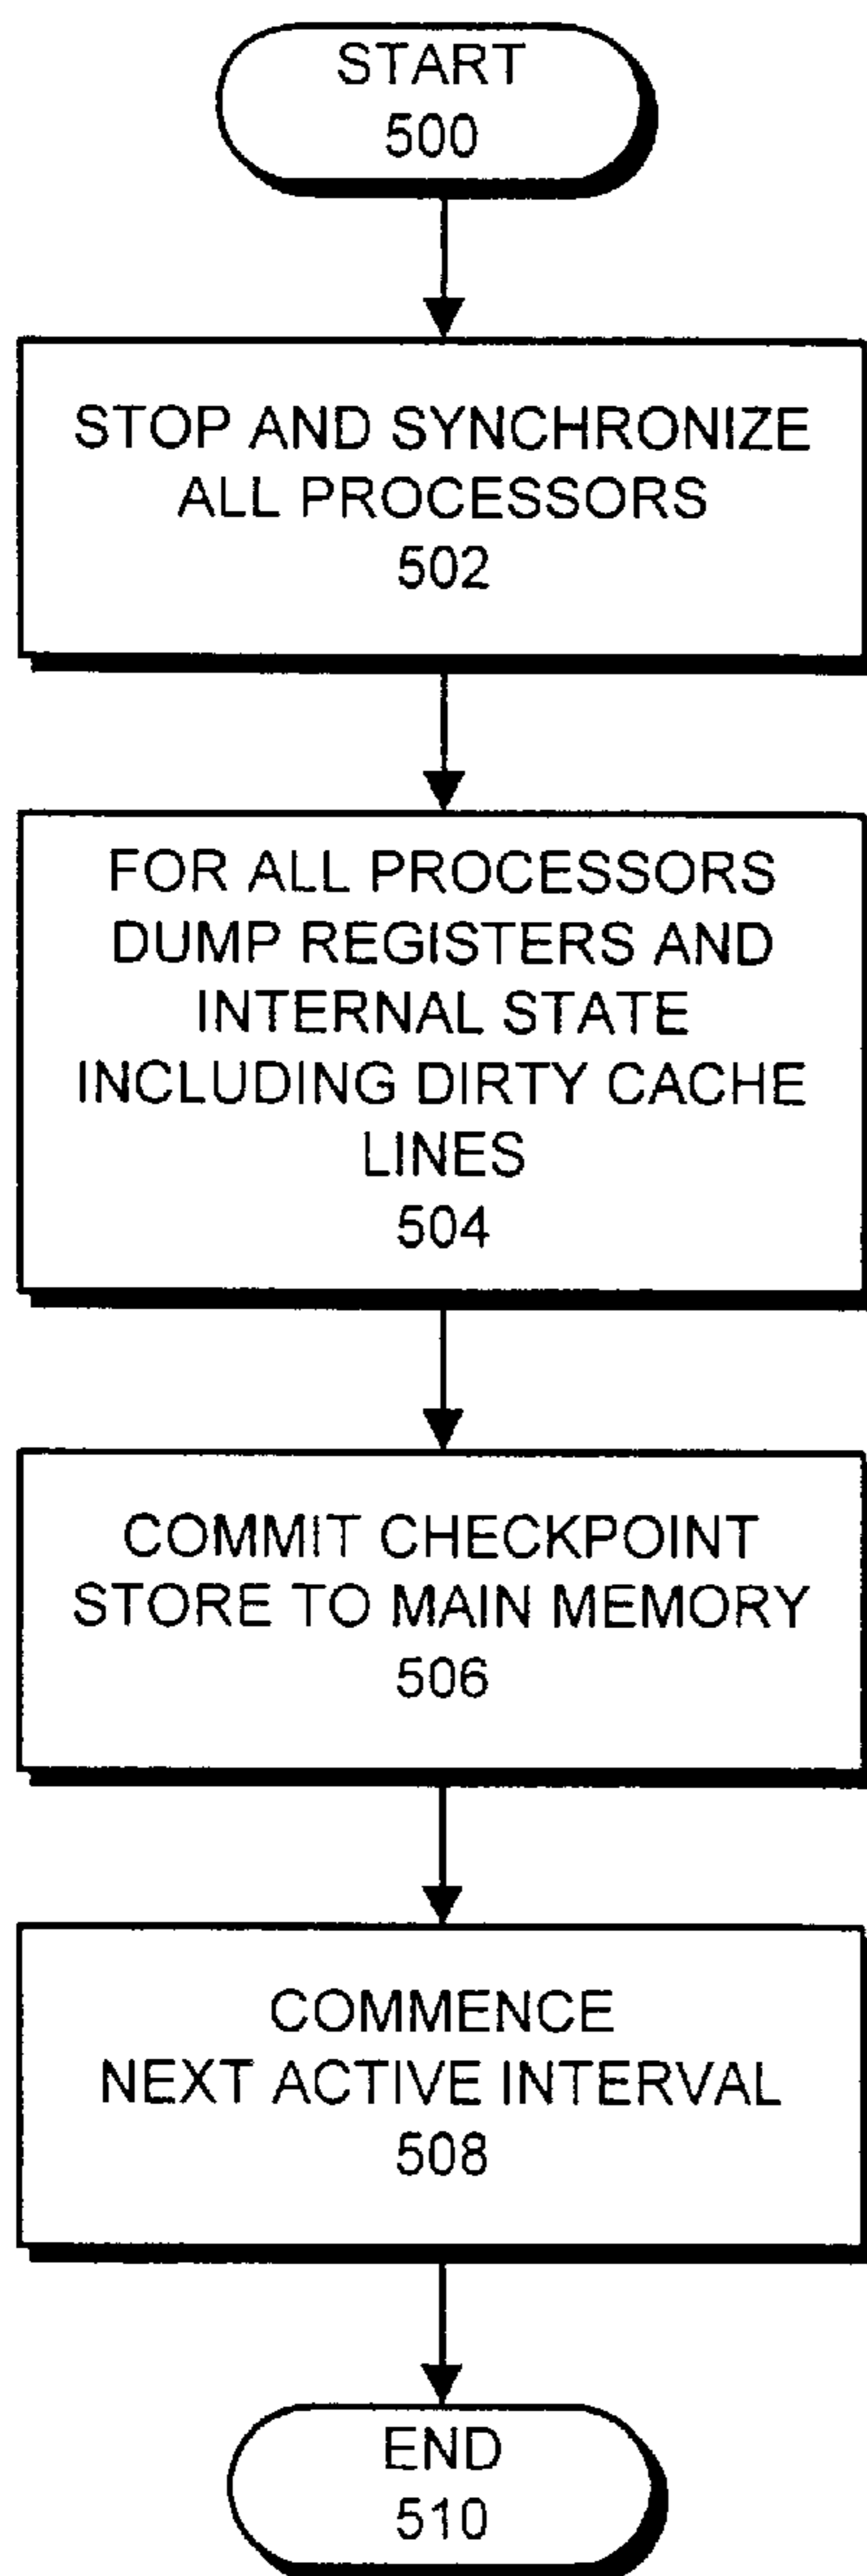 START
500
STOP AND SYNCHRONIZE
ALL PROCESSORS
502
FOR ALL PROCESSORS
DUMP REGISTERS AND
INTERNAL STATE
INCLUDING DIRTY CACHE
LINES
504
COMMIT CHECKPOINT
STORE TO MAIN MEMORY
506
COMMENCE
NEXT ACTIVE INTERVAL
508
END
510